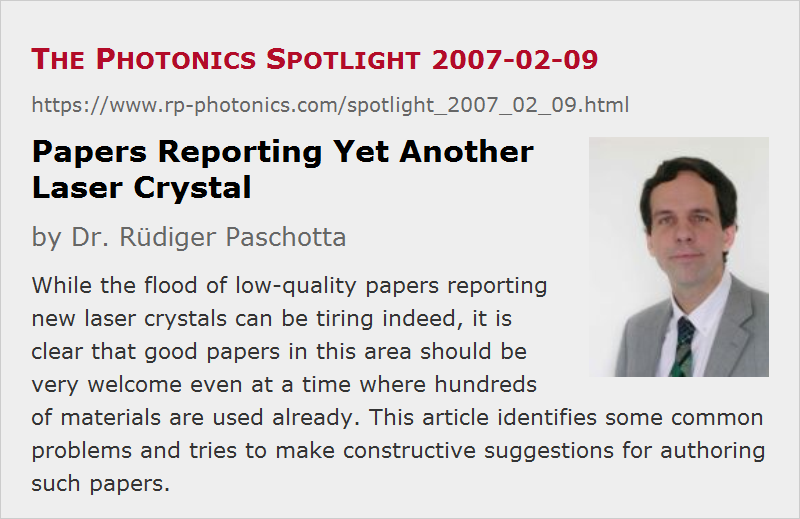 The Photonics Spotlight 2007-02-09
https://www.rp-photonics.com/spotlight_2007_02_09.html
Papers Reporting Yet Another
Laser Crystal
by Dr. Rüdiger Paschotta
While the flood of low-quality papers reporting
new laser crystals can be tiring indeed, it is
clear that good papers in this area should be
very welcome even at a time where hundreds
of materials are used already. This article identifies some common
problems and tries to make constructive suggestions for authoring
such papers.